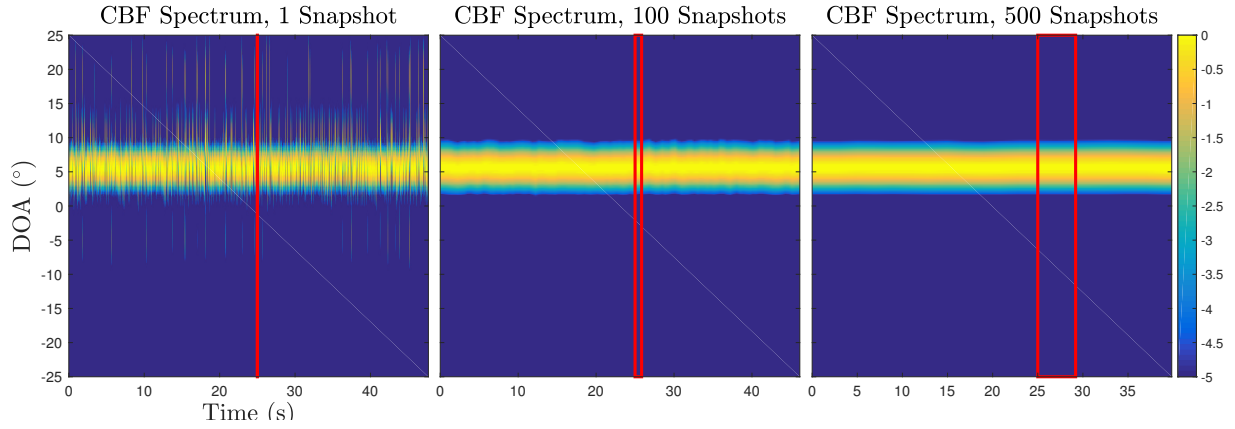 CBF Spectrum, 1 Snapshot
CBF Spectrum, 100 Snapshots
CBF Spectrum, 500 Snapshots
DOA (°)
25
20
15
10
5
0
-5
-10
-15
-20
-25
0 10 20 30 40
0 10 20 30 40
0 5 10 15 20 25 30 35
Time (s)
0
-0.5
-1
-1.5
-2
-2.5
-3
-3.5
-4
-4.5
-5